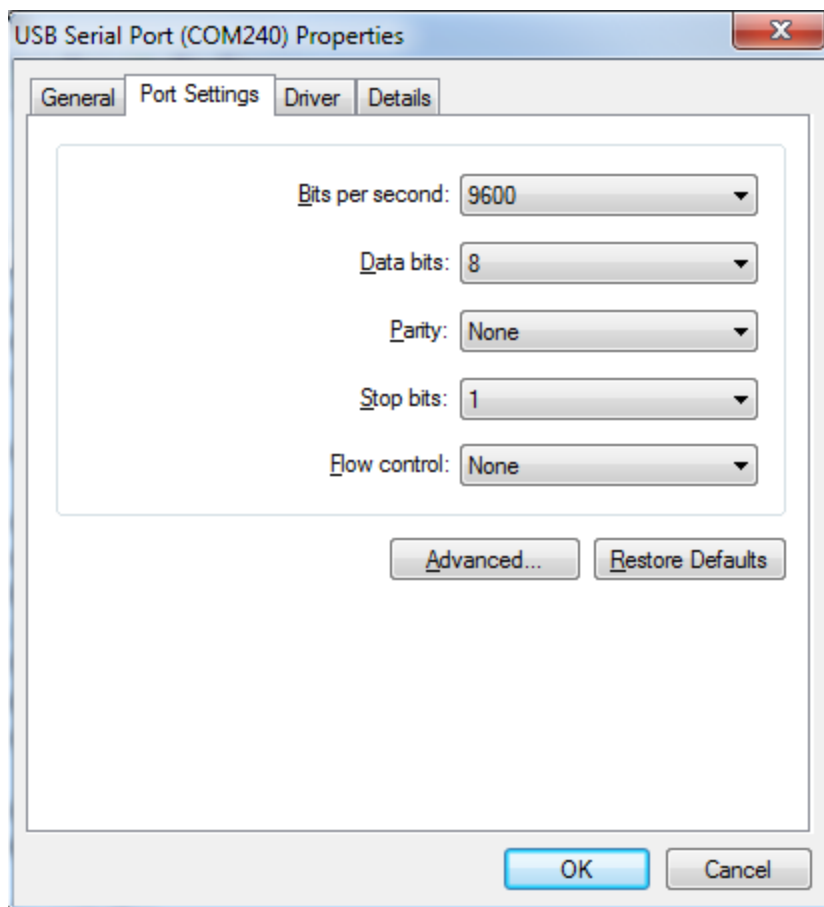 USB Serial Port (COM240) Properties
General Port Settings Driver Details
Bits per second: 9600
Data bits: 8
Parity: None
Stop bits: 1
Flow control: None
Advanced... Restore Defaults
OK Cancel